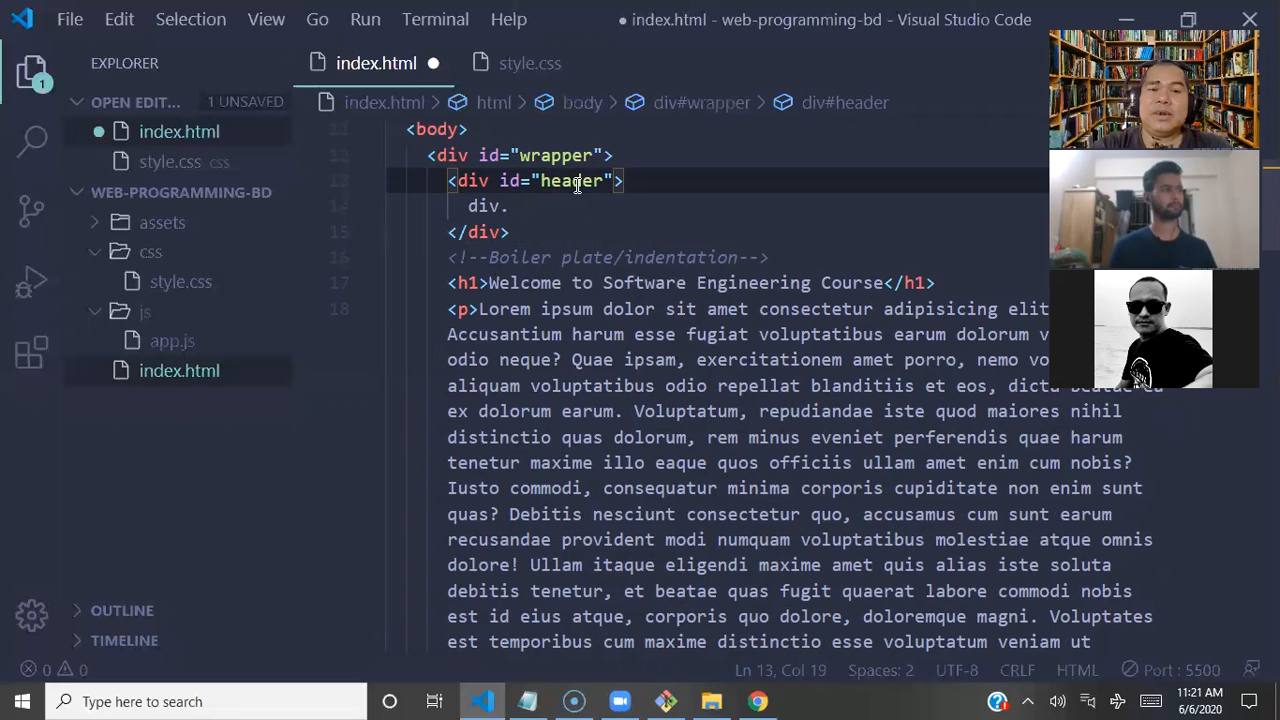 File Edit Selection View Go Run Terminal Help
● index.html - web-programming-bd - Visual Studio Code
EXPLORER
1
OPEN EDIT... 1 UNSAVED
index.html
style.css css
WEB-PROGRAMMING-BD
assets
css
style.css
js
app.js
index.html
OUTLINE
TIMELINE
index.html ● style.css
index.html > html > body > div#wrapper > div#header
<body>
<div id="wrapper">
13 <div id="header">
14 div.
15 </div>
16 <!--Boiler plate/indentation-->
17 <h1>Welcome to Software Engineering Course</h1>
18 <p>Lorem ipsum dolor sit amet consectetur adipisicing elit
Accusantium harum esse fugiat voluptatibus earum dolorum
odio neque? Quae ipsam, exercitationem amet porro, nemo
aliquam voluptatibus odio repellat blanditiis et eos, dicta
ex dolorum earum. Voluptatum, repudiandae iste quod maiores nihil
distinctio quas dolorum, rem minus eveniet perferendis quae harum
tenetur maxime illo eaque quos officiis ullam amet enim cum nobis?
Iusto commodi, consequatur minima corporis cupiditate non enim sunt
quas? Debitis nesciunt consectetur quo, accusamus cum sunt earum
recusandae provident modi numquam voluptatibus molestiae atque omnis
dolore! Ullam itaque eligendi maxime amet quis alias iste soluta
debitis tenetur, et beatae quas fugit quaerat labore commodi nobis
est id eius atque, corporis quo dolore, doloremque magni. Voluptates
est temporibus cum maxime distinctio esse voluptatum veniam ut
0 0 Ln 13, Col 19 Spaces: 2 UTF-8 CRLF HTML Port : 5500
Type here to search
11:21 AM
6/6/2020